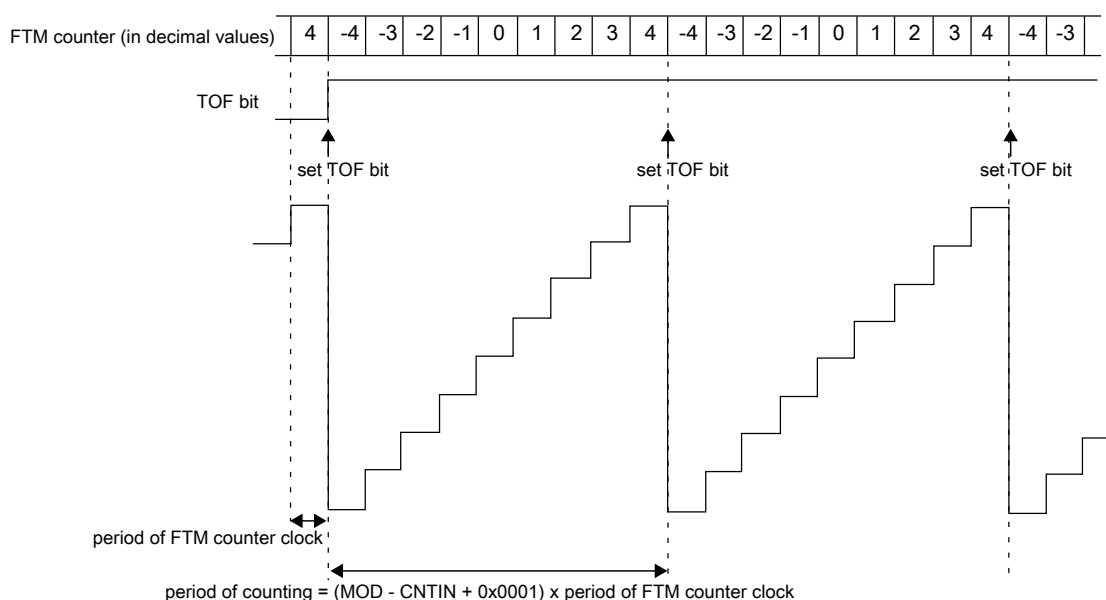 FTM counter (in decimal values) 4 -4 -3 -2 -1 0 1 2 3 4 -4 -3 -2 -1 0 1 2 3 4 -4 -3
TOF bit
set TOF bit set TOF bit set TOF bit
period of FTM counter clock
period of counting = (MOD - CNTIN + 0x0001) x period of FTM counter clock